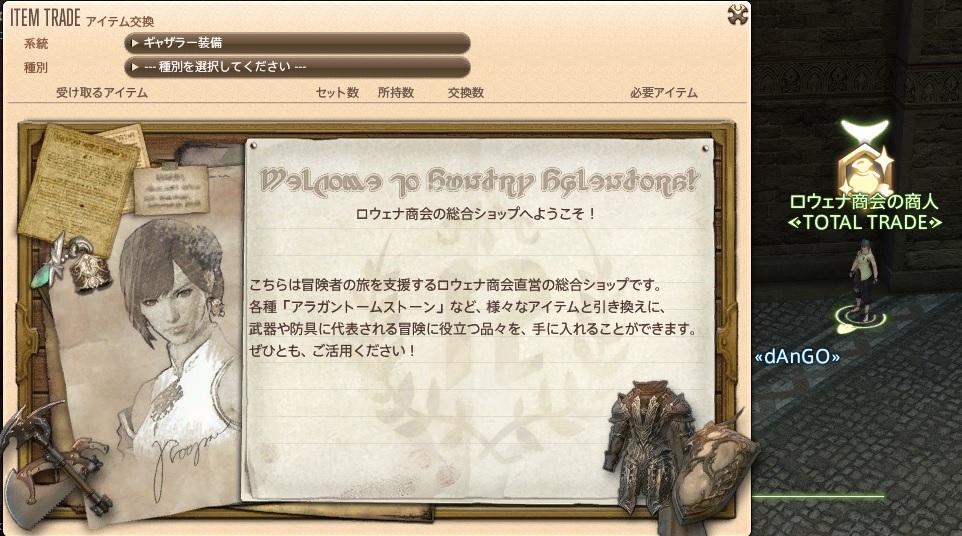 ITEM TRADE アイテム交換
系統 ギャザラー装備
種別 --- 種別を選択してください ---
受け取るアイテム セット数 所持数 交換数 必要アイテム
ロウェナ商会の総合ショップへようこそ！
こちらは冒険者の旅を支援するロウェナ商会直営の総合ショップです。
各種「アラガントームストーン」など、様々なアイテムと引き換えに、
武器や防具に代表される冒険に役立つ品々を、手に入れることができます。
ぜひとも、ご活用ください！
ロウェナ商会の商人
≪TOTAL TRADE≫
«dAnGO»